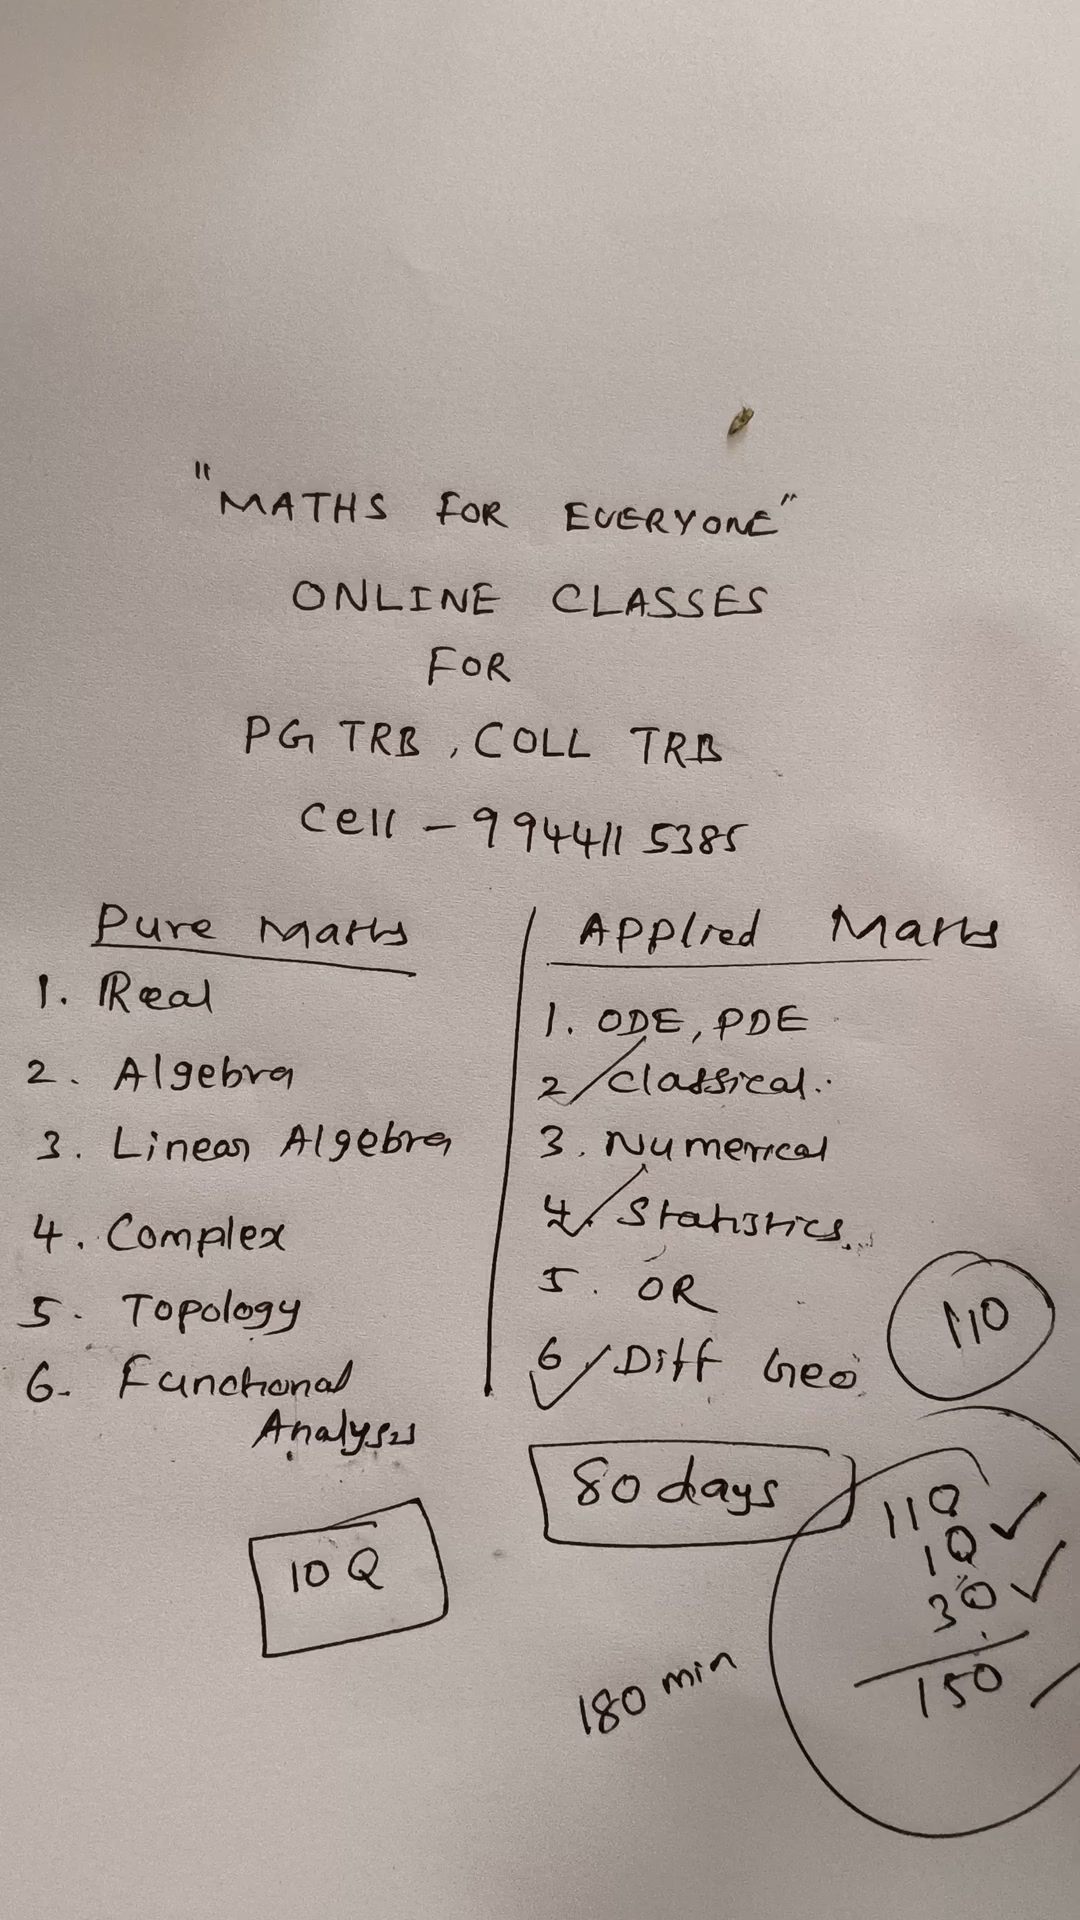 "MATHS FOR EVERYONE"
ONLINE CLASSES
FOR
PG TRB, COLL TRB
Cell - 9944115385
Pure Maths
1. Real
2. Algebra
3. Linear Algebra
4. Complex
5. Topology
6. Functional
Analysis
10 Q
Applied Maths
1. ODE, PDE
2 Classical.
3. Numerical
4. Statistics
5. OR
6 Diff Geo
110
80 days
110
10
30
150
180 min